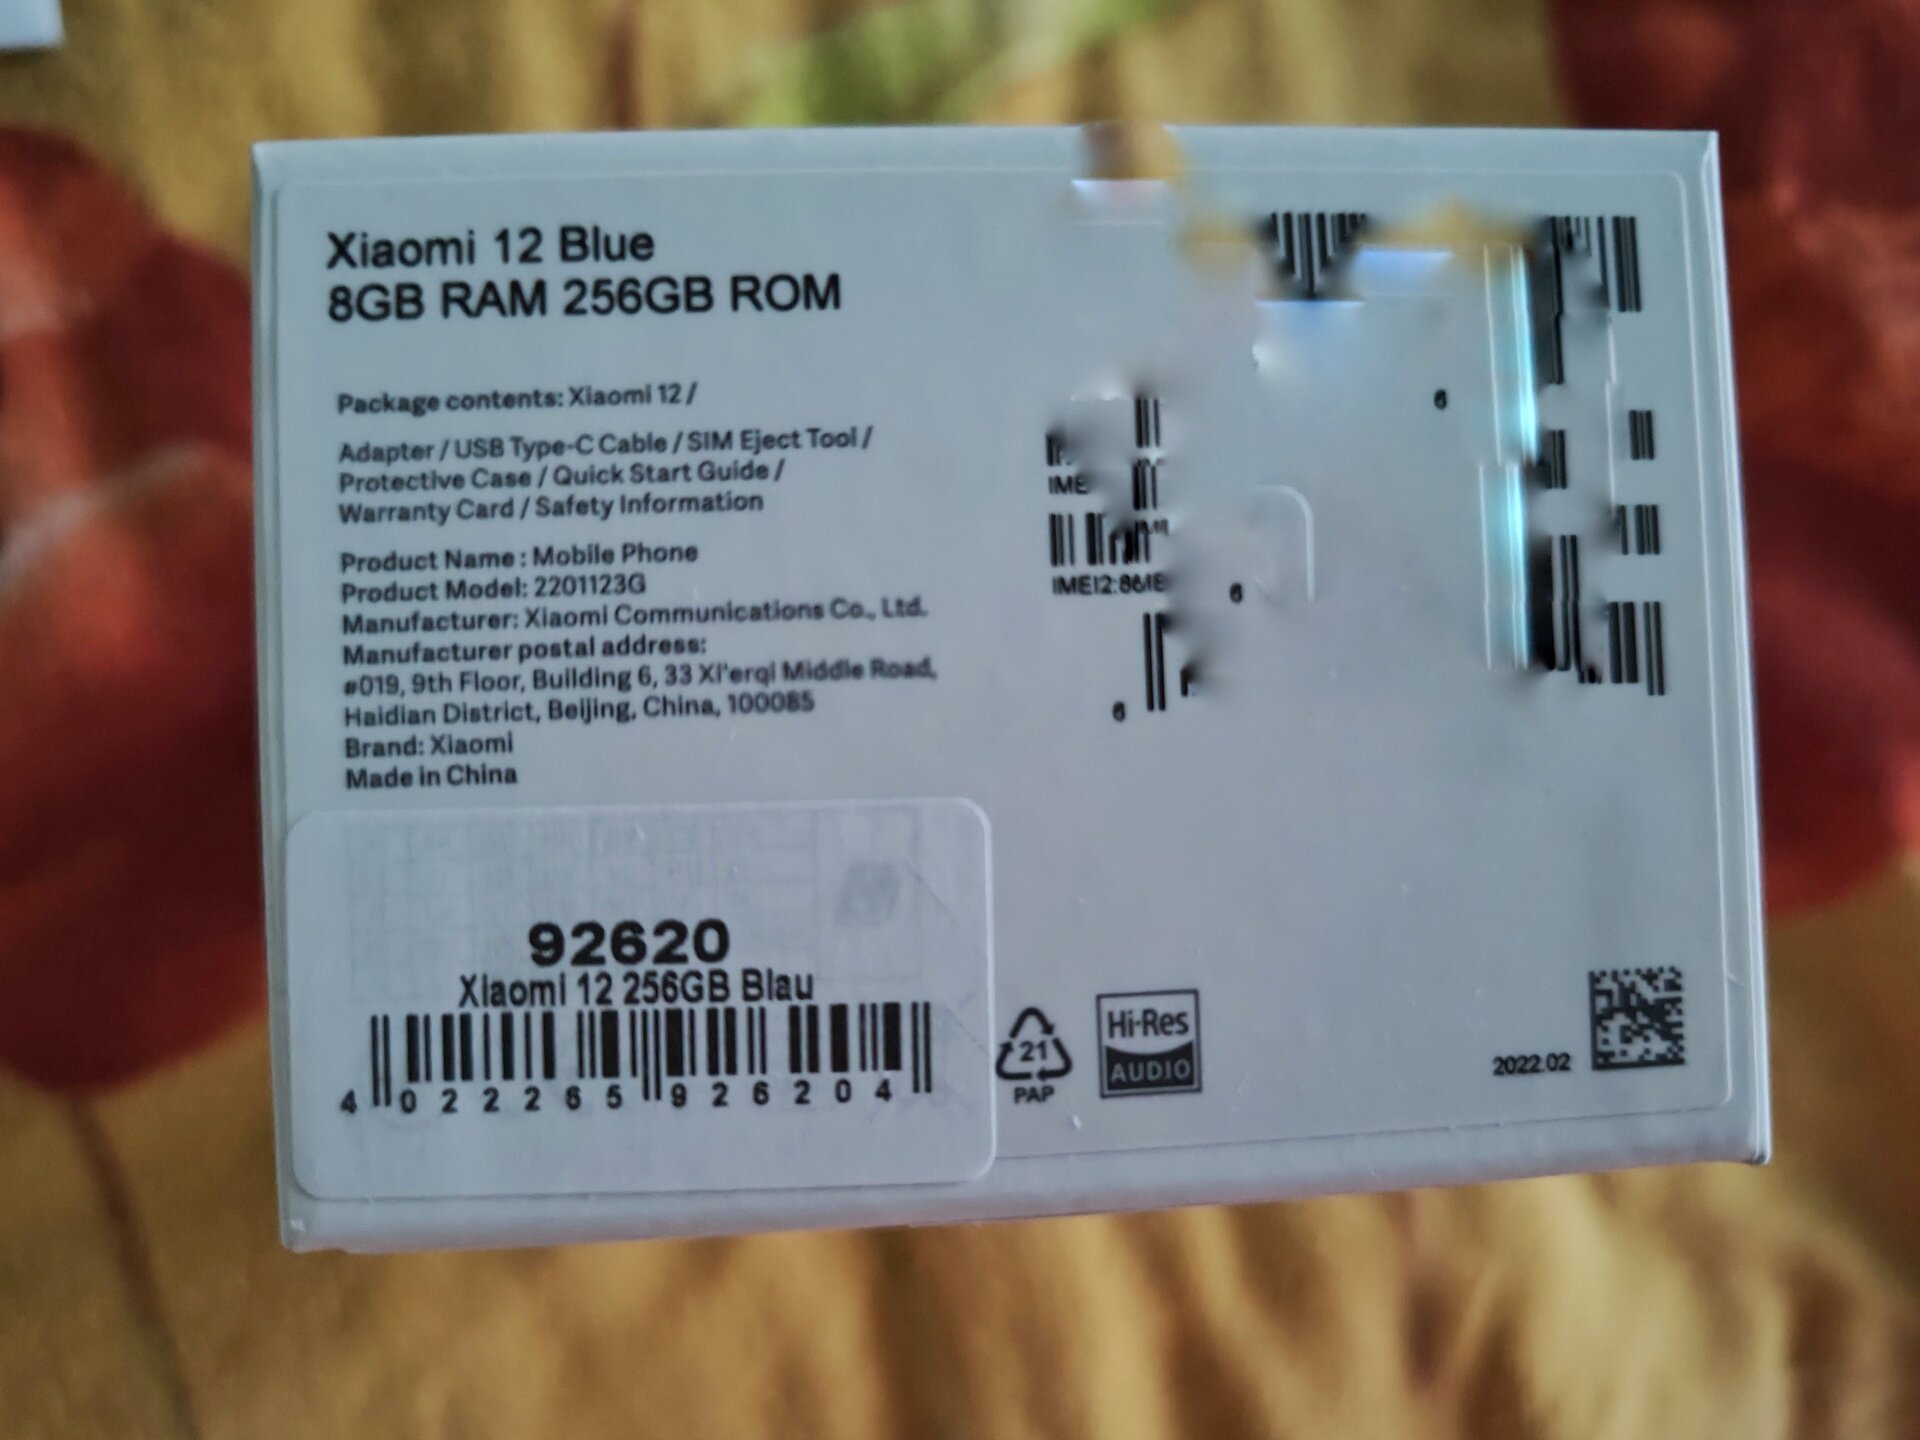 Xiaomi 12 Blue
8GB RAM 256GB ROM
Package contents: Xiaomi 12 /
Adapter / USB Type-C Cable / SIM Eject Tool /
Protective Case / Quick Start Guide /
Warranty Card / Safety Information
Product Name : Mobile Phone
Product Model: 2201123G
Manufacturer: Xiaomi Communications Co., Ltd.
Manufacturer postal address:
#019, 9th Floor, Building 6, 33 Xi'erqi Middle Road,
Haidian District, Beijing, China, 100085
Brand: Xiaomi
Made in China
92620
Xiaomi 12 256GB Blau
4 022265 926204
21
PAP
Hi-Res
AUDIO
2022.02